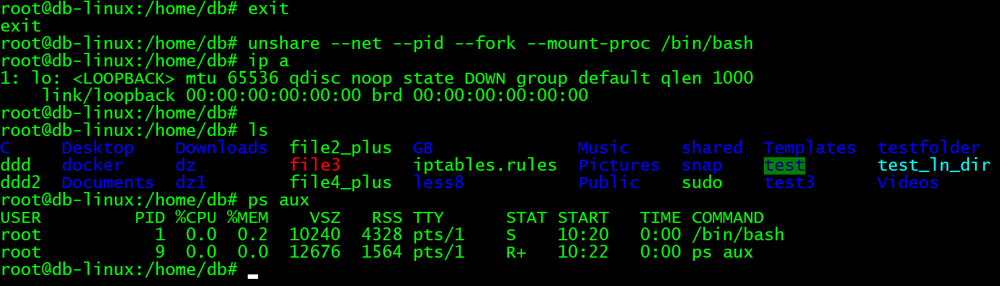 root@db-linux:/home/db# exit
exit
root@db-linux:/home/db# unshare --net --pid --fork --mount-proc /bin/bash
root@db-linux:/home/db# ip a
1: lo: <LOOPBACK> mtu 65536 qdisc noop state DOWN group default qlen 1000
    link/loopback 00:00:00:00:00:00 brd 00:00:00:00:00:00
root@db-linux:/home/db#
root@db-linux:/home/db# ls
C     Desktop    Downloads  file2_plus  GB              Music     shared  Templates  testfolder
ddd   docker     dz         file3       iptables.rules  Pictures  snap    test       test_ln_dir
ddd2  Documents  dz1        file4_plus  less8           Public    sudo    test3      Videos
root@db-linux:/home/db# ps aux
USER         PID %CPU %MEM    VSZ   RSS TTY      STAT START   TIME COMMAND
root           1  0.0  0.2  10240  4328 pts/1    S    10:20   0:00 /bin/bash
root           9  0.0  0.0  12676  1564 pts/1    R+   10:22   0:00 ps aux
root@db-linux:/home/db#